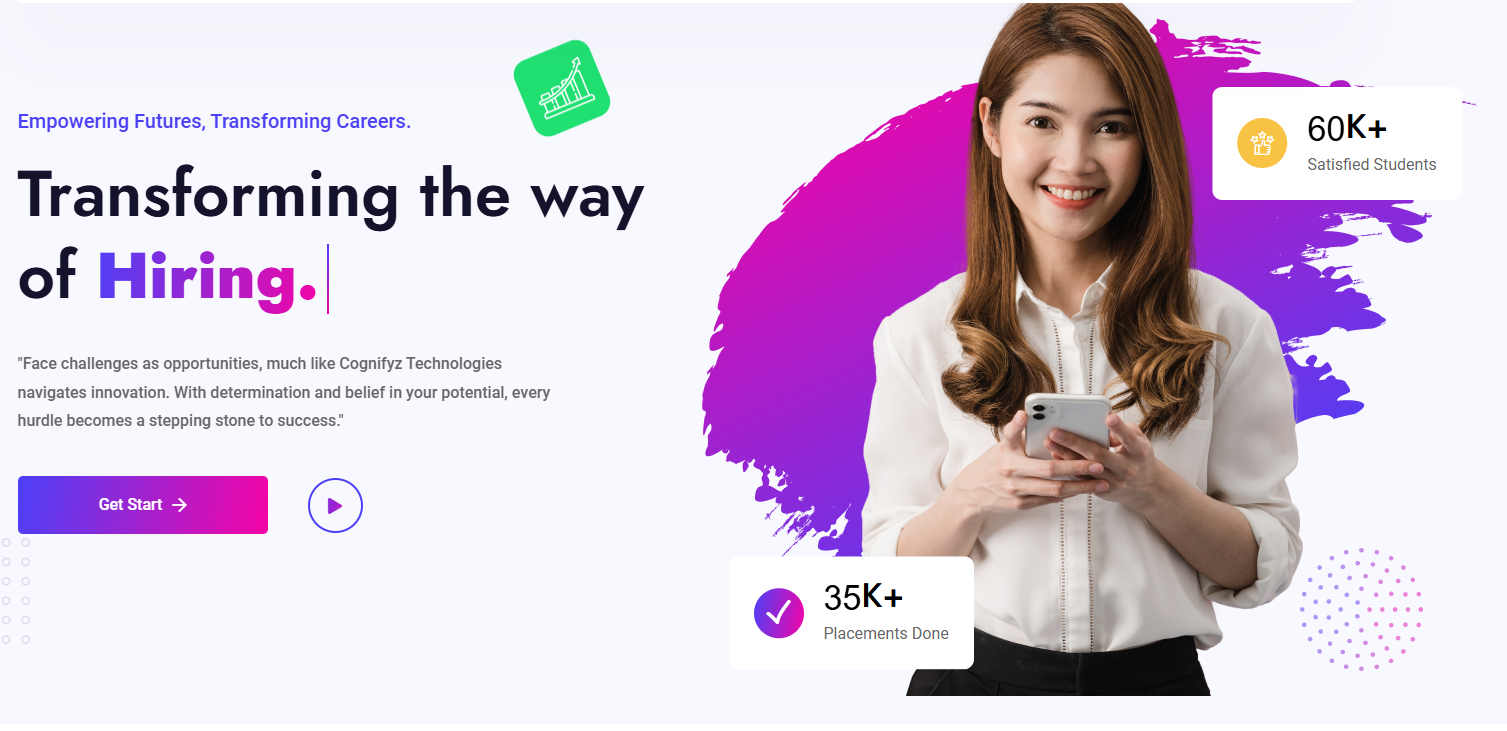 Empowering Futures, Transforming Careers.
Transforming the way
of Hiring.
"Face challenges as opportunities, much like Cognifyz Technologies
navigates innovation. With determination and belief in your potential, every
hurdle becomes a stepping stone to success."
Get Start
60K+
Satisfied Students
35K+
Placements Done